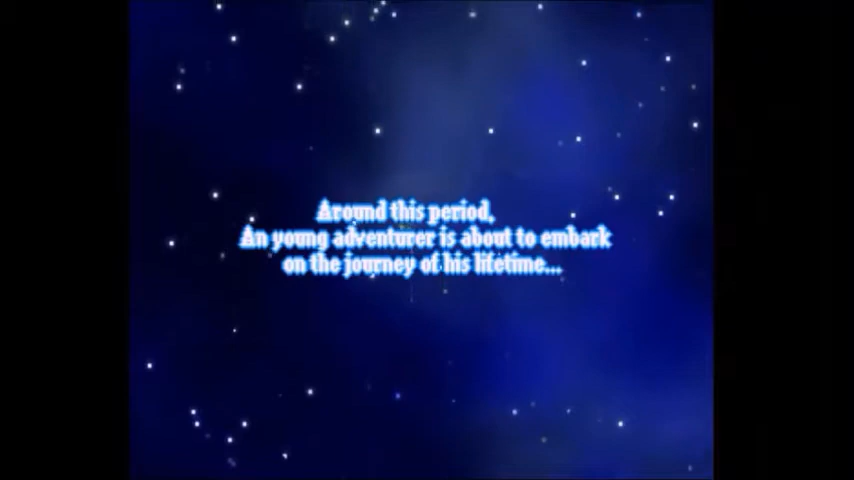 Around this period,
An young adventurer is about to embark
on the journey of his lifetime...